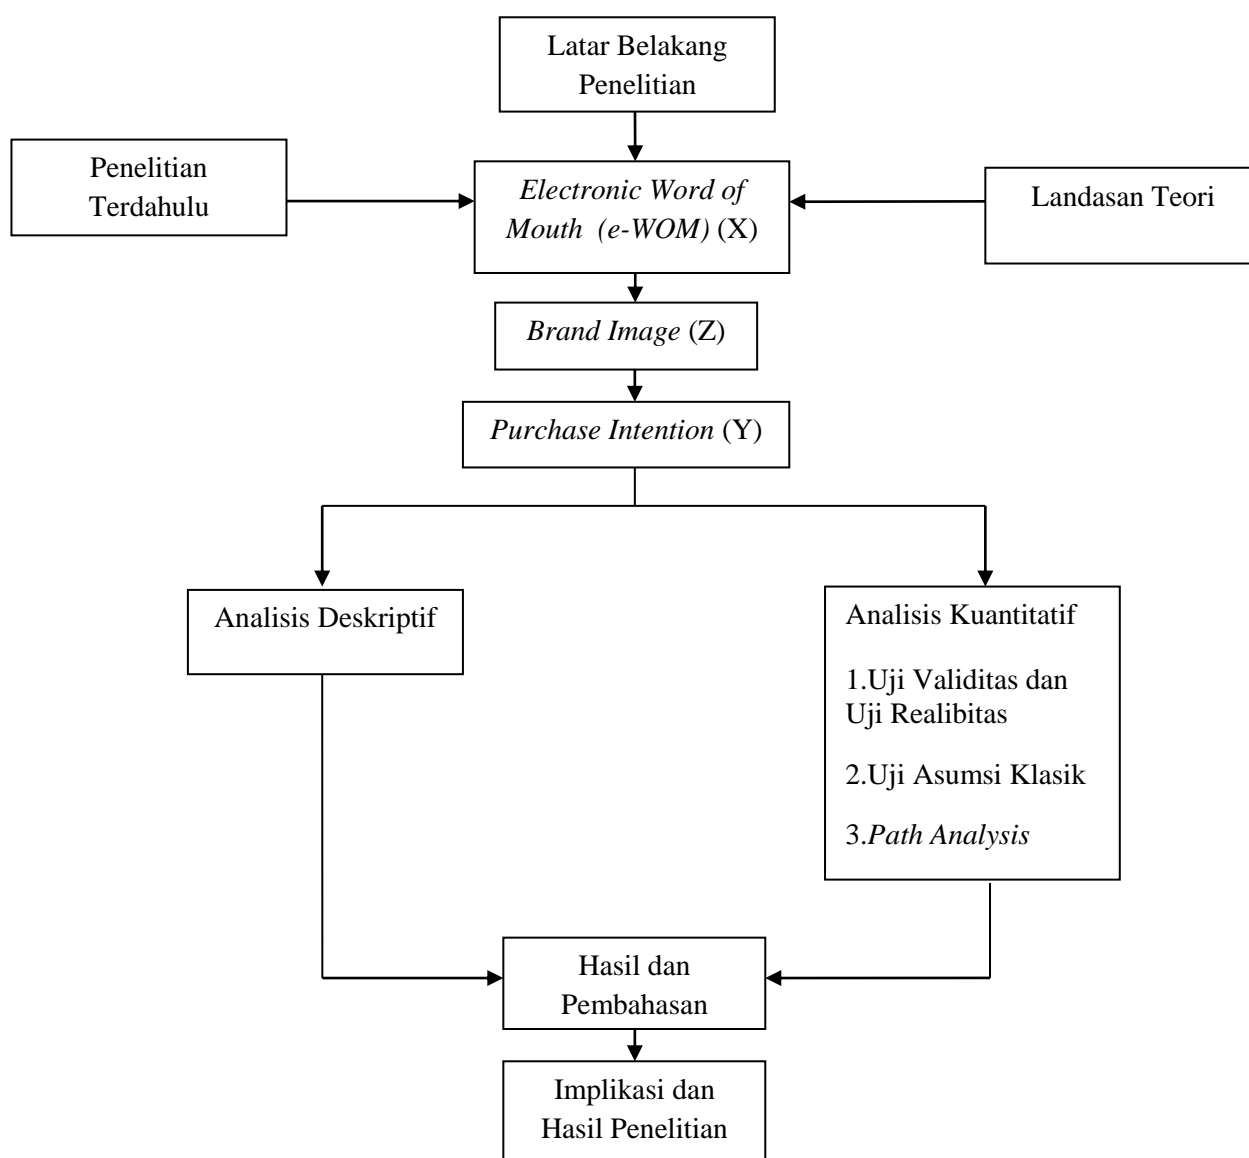 Latar Belakang
Penelitian
Penelitian
Terdahulu
Electronic Word of
Mouth (e-WOM) (X)
Landasan Teori
Brand Image (Z)
Purchase Intention (Y)
Analisis Deskriptif
Analisis Kuantitatif
1.Uji Validitas dan
Uji Realibitas
2.Uji Asumsi Klasik
3.Path Analysis
Hasil dan
Pembahasan
Implikasi dan
Hasil Penelitian